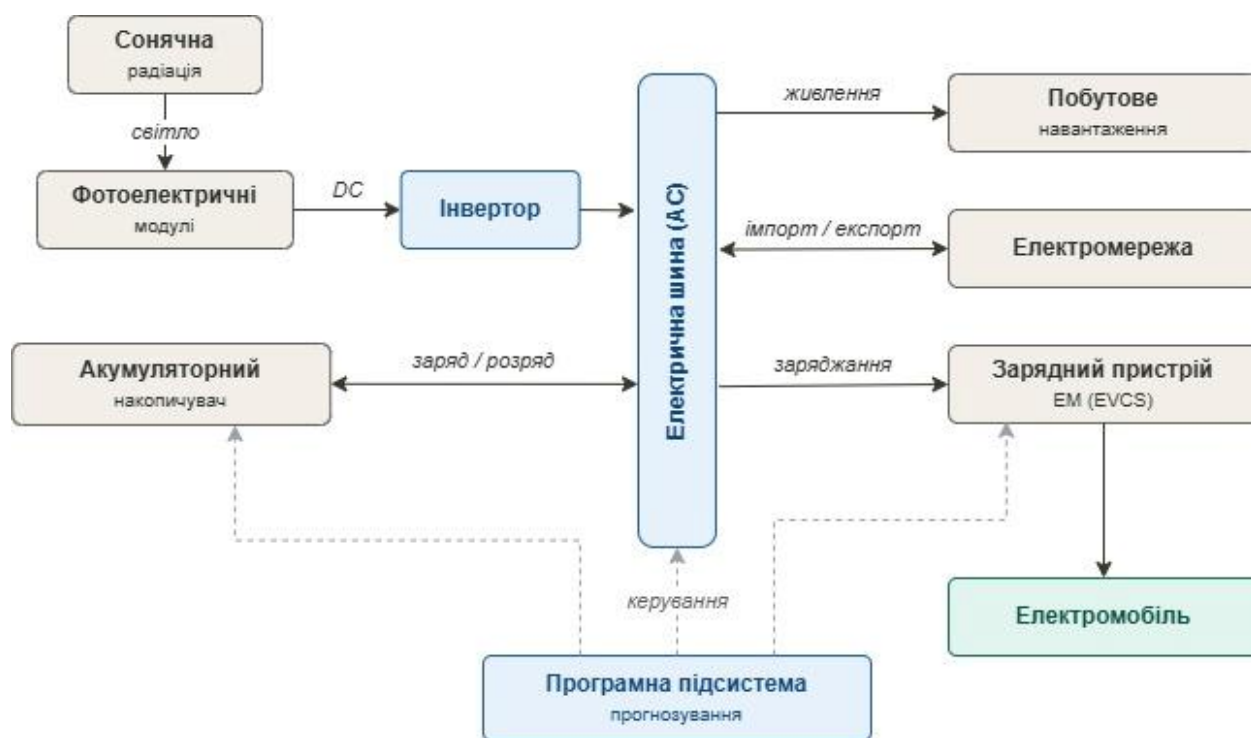 Сонячна
радіація
світло
Фотоелектричні
модулі
DC
Інвертор
Електрична шина (AC)
живлення
Побутове
навантаження
імпорт / експорт
Електромережа
Акумуляторний
накопичувач
заряд / розряд
заряджання
Зарядний пристрій
ЕМ (EVCS)
керування
Електромобіль
Програмна підсистема
прогнозування